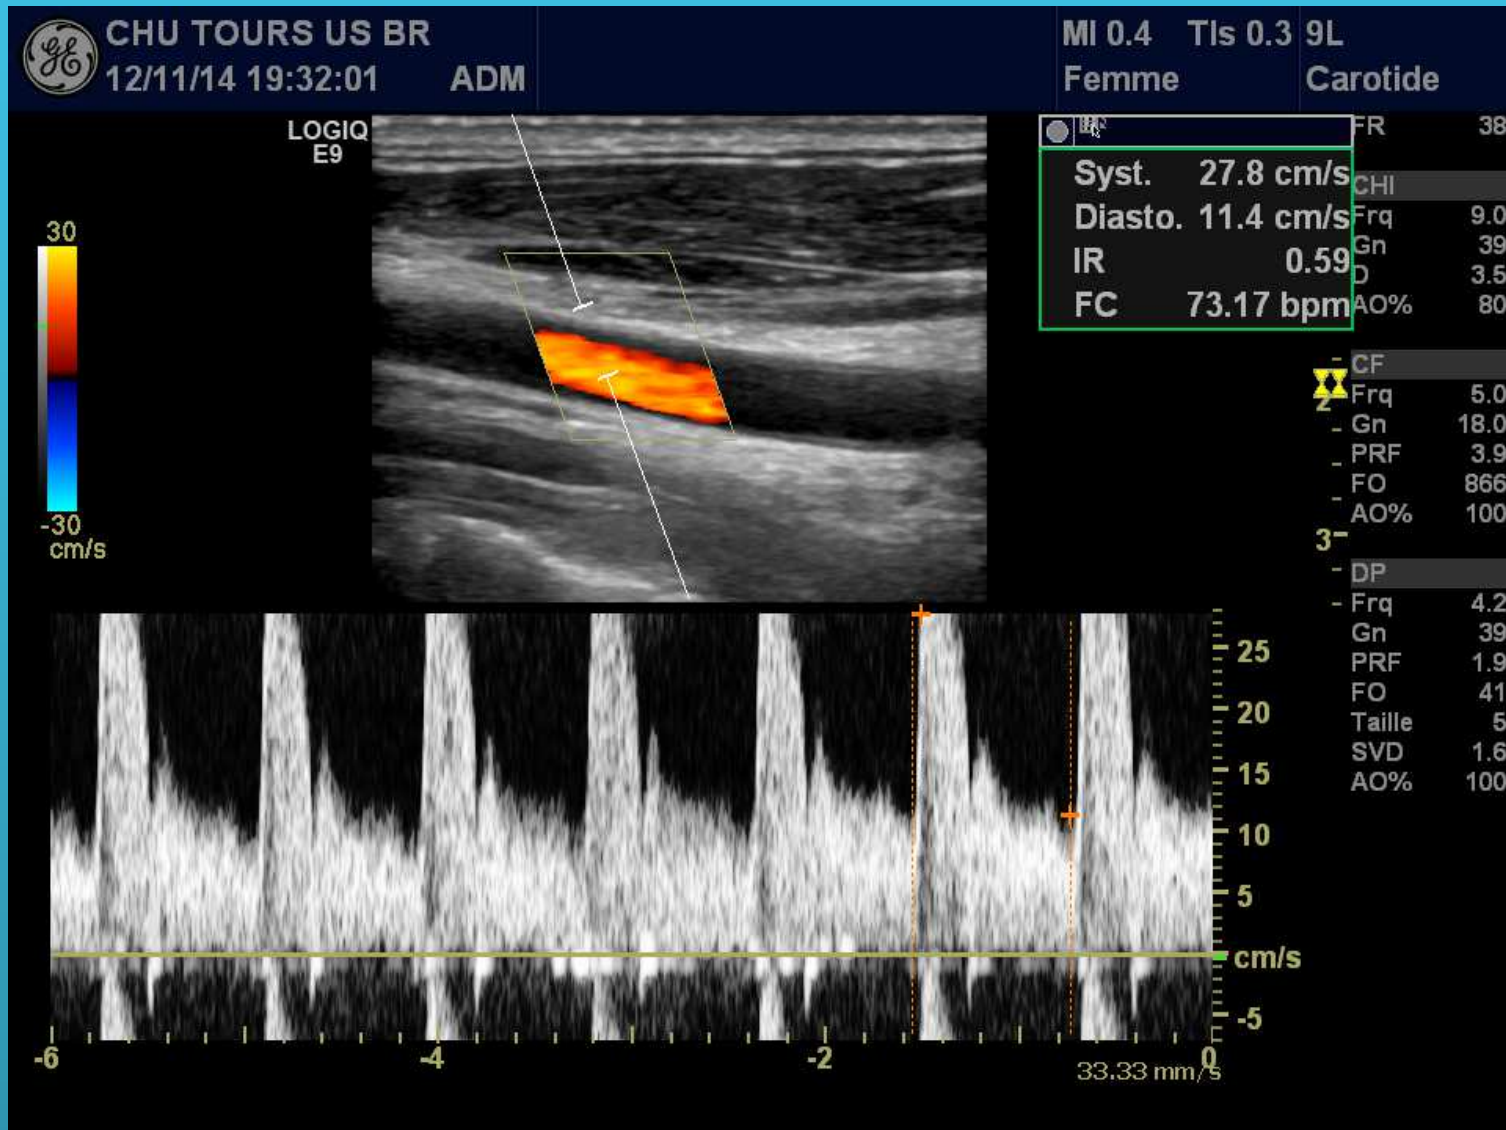 CHU TOURS US BR
12/11/14 19:32:01 ADM
MI 0.4 TIs 0.3 9L
Femme Carotide
LOGIQ
E9
30
-30
cm/s
Syst. 27.8 cm/s
Diasto. 11.4 cm/s
IR 0.59
FC 73.17 bpm
FR 38
CHI
Frq 9.0
Gn 39
D 3.5
AO% 80
CF
Frq 5.0
Gn 18.0
PRF 3.9
FO 866
AO% 100
DP
Frq 4.2
Gn 39
PRF 1.9
FO 41
Taille 5
SVD 1.6
AO% 100
2
3
25
20
15
10
5
cm/s
-5
-6 -4 -2 0
33.33 mm/s